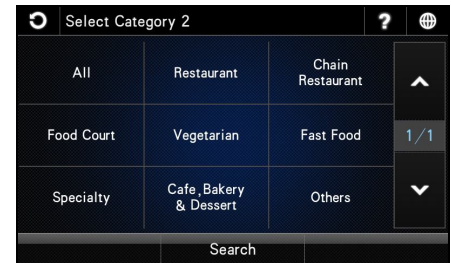 Select Category 2 ?
All
Restaurant
Chain
Restaurant
Food Court
Vegetarian
Fast Food
1/1
Specialty
Cafe,Bakery
& Dessert
Others
Search